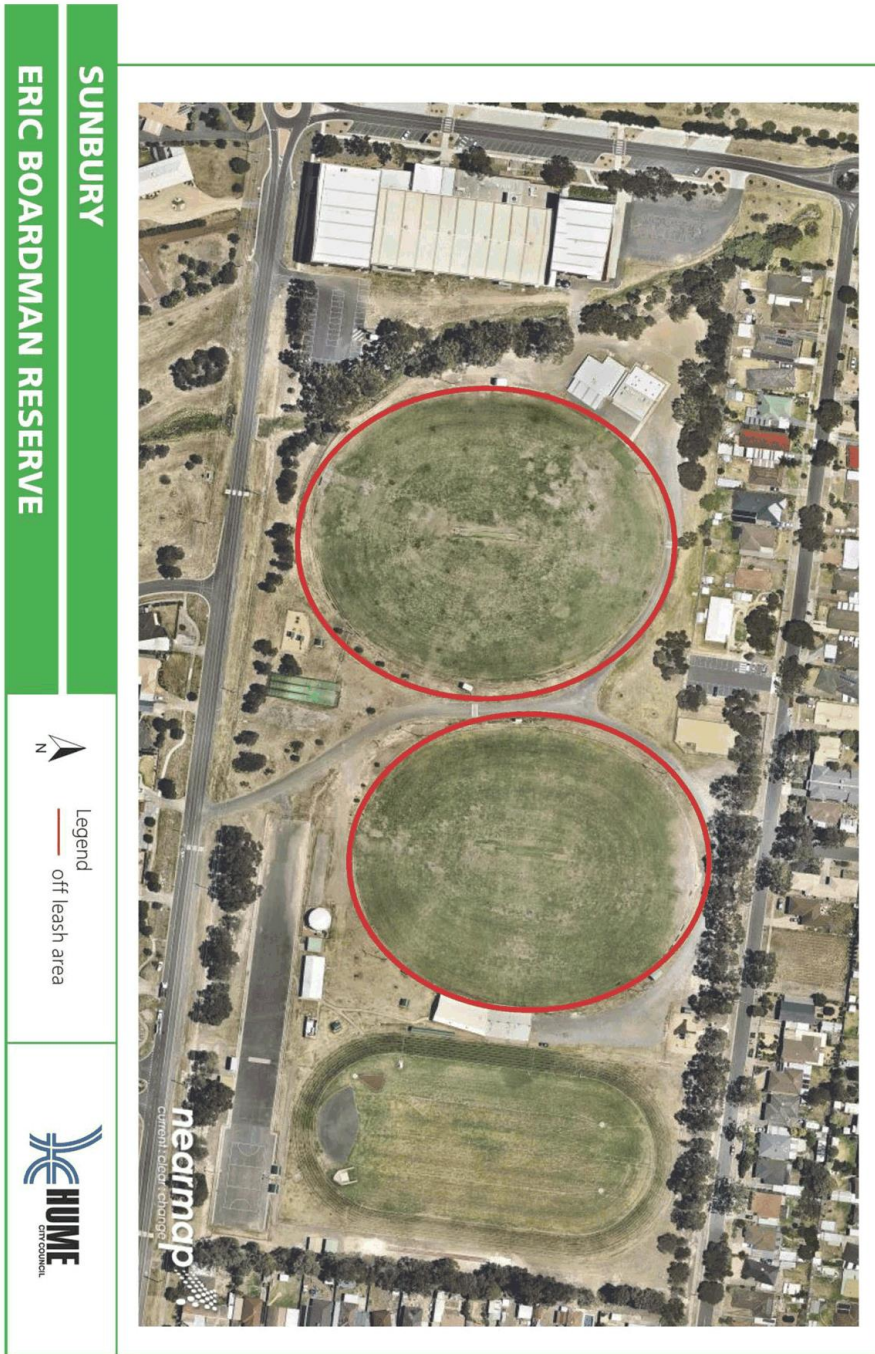 SUNBURY
ERIC BOARDMAN RESERVE
N
Legend
off leash area
HUME
CITY COUNCIL
nearmap
current : clear : change